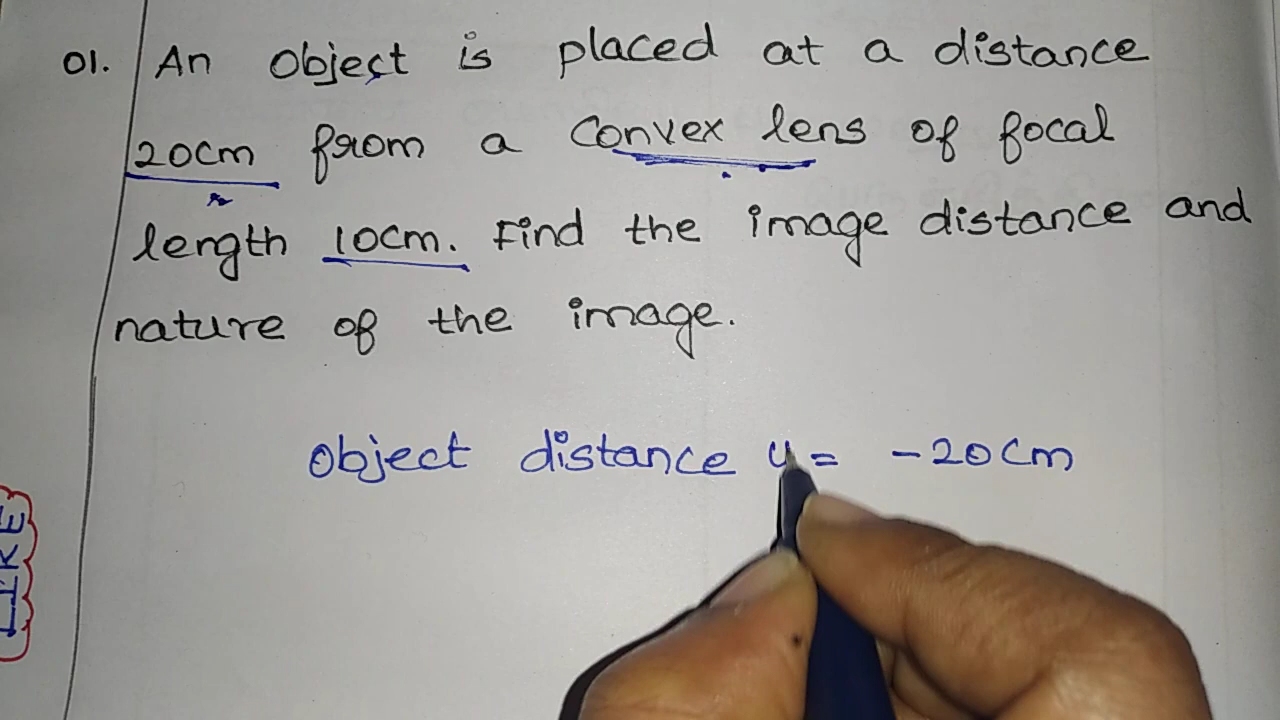 01. An object is placed at a distance
20cm from a convex lens of focal
length 10cm. Find the image distance and
nature of the image.
object distance u = -20cm
LIKE